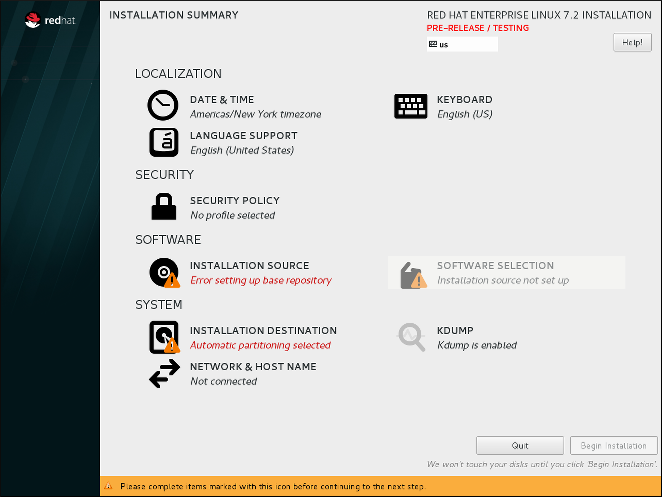 redhat
INSTALLATION SUMMARY
RED HAT ENTERPRISE LINUX 7.2 INSTALLATION
PRE-RELEASE / TESTING
us
Help!
LOCALIZATION
DATE & TIME
Americas/New York timezone
KEYBOARD
English (US)
LANGUAGE SUPPORT
English (United States)
SECURITY
SECURITY POLICY
No profile selected
SOFTWARE
INSTALLATION SOURCE
Error setting up base repository
SOFTWARE SELECTION
Installation source not set up
SYSTEM
INSTALLATION DESTINATION
Automatic partitioning selected
KDUMP
Kdump is enabled
NETWORK & HOST NAME
Not connected
Quit
Begin Installation
We won't touch your disks until you click 'Begin Installation'.
Please complete items marked with this icon before continuing to the next step.